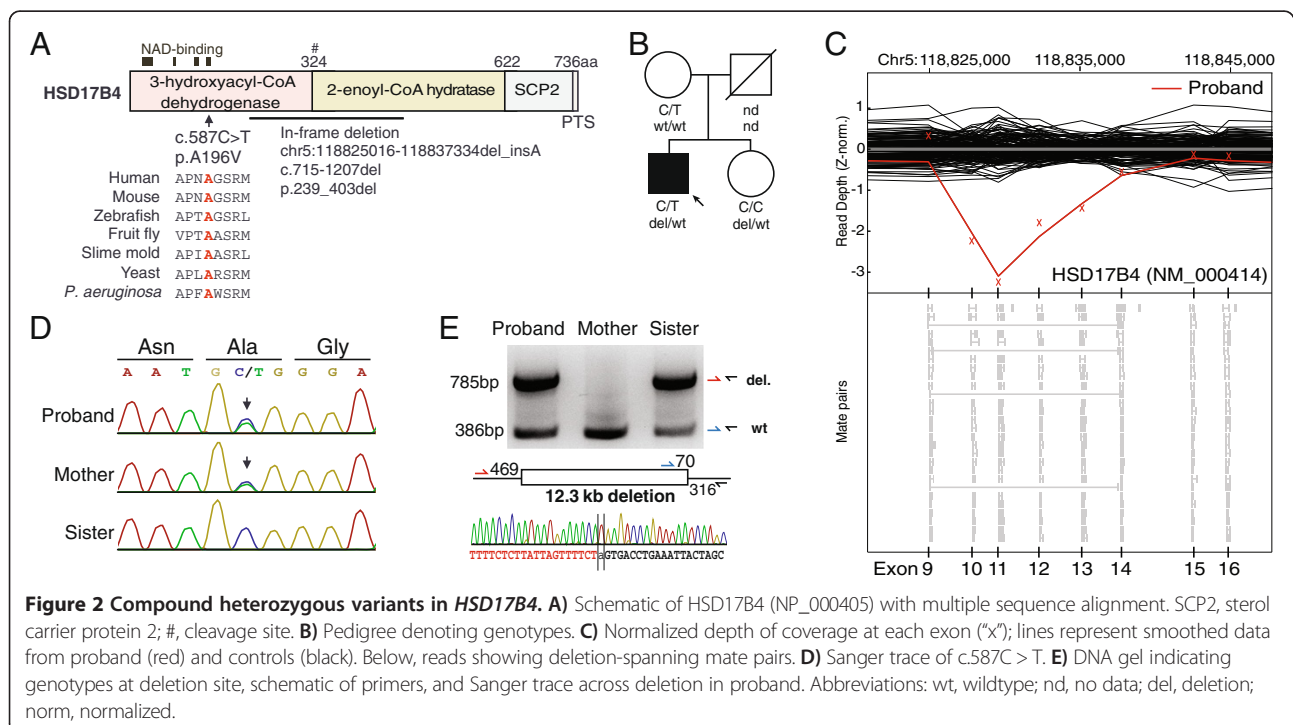 A
NAD-binding
#
324
622
736aa
HSD17B4
3-hydroxyacyl-CoA
dehydrogenase
2-enoyl-CoA hydratase
SCP2
PTS
c.587C>T
p.A196V
In-frame deletion
chr5:118825016-118837334del_insA
c.715-1207del
p.239_403del
Human APNAGSRM
Mouse APNAGSRM
Zebrafish APTAGSRL
Fruit fly VPTAASRM
Slime mold APIAASRL
Yeast APLARSRM
P. aeruginosa APFAWSRM
B
C/T
wt/wt
nd
nd
C/T
del/wt
C/C
del/wt
C
Chr5:118,825,000 118,835,000 118,845,000
Proband
Read Depth (Z-norm.)
1
0
-1
-2
-3
HSD17B4 (NM_000414)
Mate pairs
Exon 9 10 11 12 13 14 15 16
D
Asn Ala Gly
A A T G C/T G G G A
Proband
Mother
Sister
E
Proband Mother Sister
785bp del.
386bp wt
469 70
12.3 kb deletion
316
TTTTCTCTTATTAGTTTTCTaGTGACCTGAAATTACTAGC
Figure 2 Compound heterozygous variants in HSD17B4. A) Schematic of HSD17B4 (NP_000405) with multiple sequence alignment. SCP2, sterol
carrier protein 2; #, cleavage site. B) Pedigree denoting genotypes. C) Normalized depth of coverage at each exon ("x"); lines represent smoothed data
from proband (red) and controls (black). Below, reads showing deletion-spanning mate pairs. D) Sanger trace of c.587C > T. E) DNA gel indicating
genotypes at deletion site, schematic of primers, and Sanger trace across deletion in proband. Abbreviations: wt, wildtype; nd, no data; del, deletion;
norm, normalized.